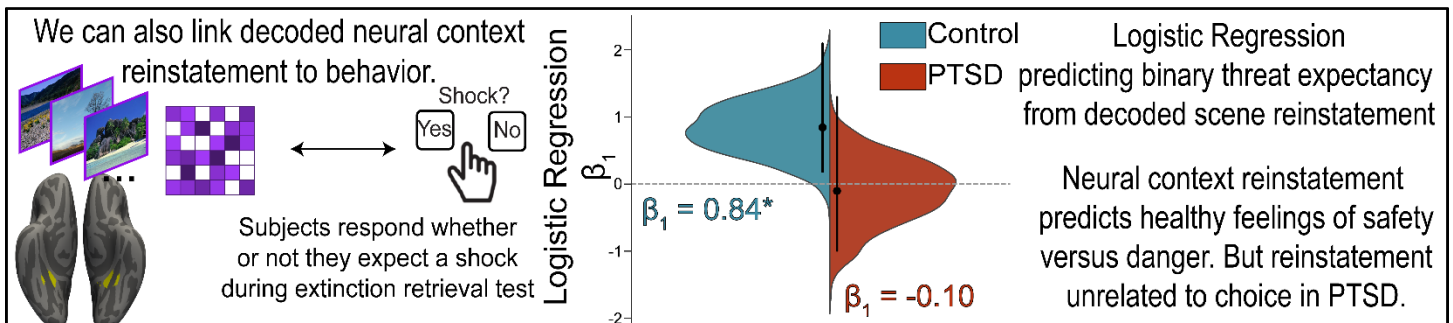 We can also link decoded neural context
reinstatement to behavior.
Shock?
Yes No
...
Subjects respond whether
or not they expect a shock
during extinction retrieval test
Logistic Regression
β₁
2
1
0
-1
-2
β₁ = 0.84*
β₁ = -0.10
Control
PTSD
Logistic Regression
predicting binary threat expectancy
from decoded scene reinstatement
Neural context reinstatement
predicts healthy feelings of safety
versus danger. But reinstatement
unrelated to choice in PTSD.